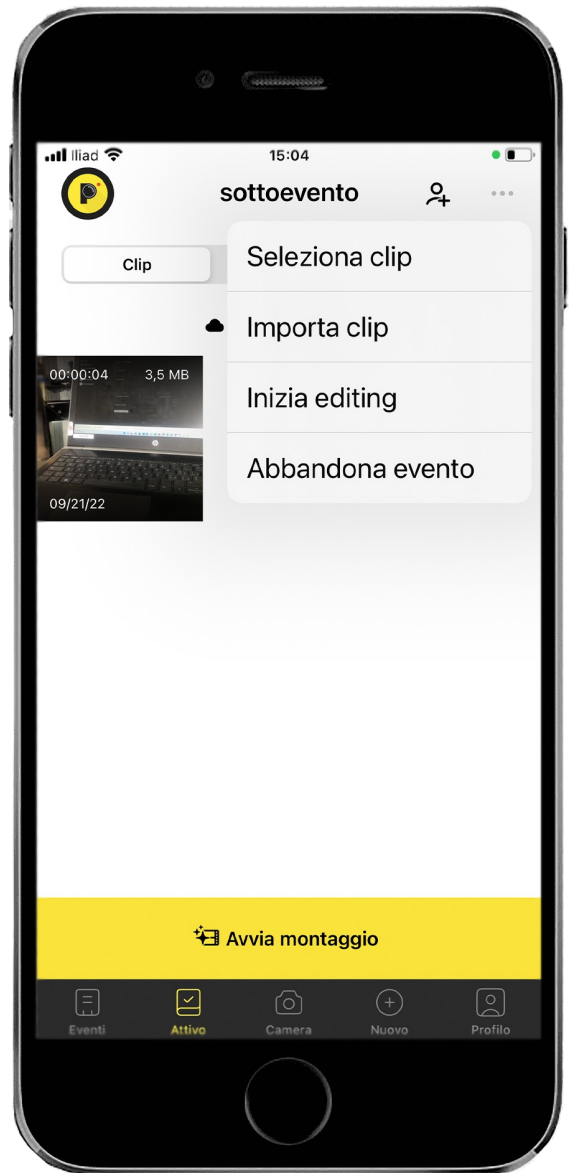 Iliad
15:04
P
sottoevento
Clip
Seleziona clip
Importa clip
Inizia editing
Abbandona evento
00:00:04 3,5 MB
09/21/22
Avvia montaggio
Eventi Attivo Camera Nuovo Profilo